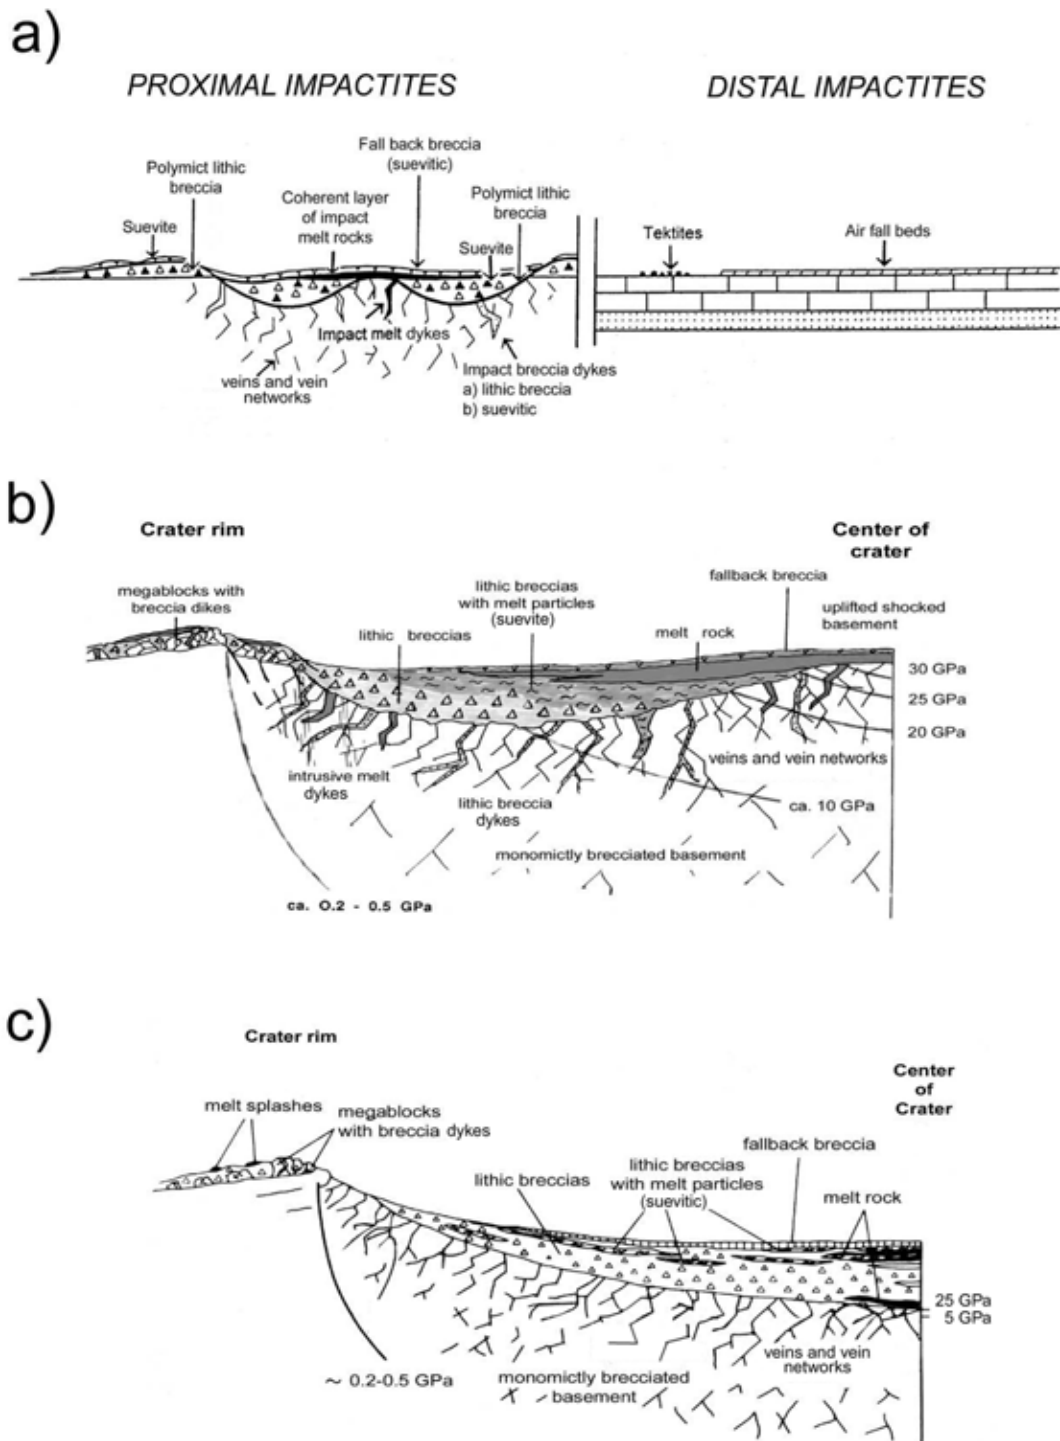 a)
PROXIMAL IMPACTITES
DISTAL IMPACTITES
Fall back breccia
(suevitic)
Polymict lithic
breccia
Coherent layer
of impact
melt rocks
Polymict lithic
breccia
Suevite
Suevite
Tektites
Air fall beds
Impact melt dykes
veins and vein
networks
Impact breccia dykes
a) lithic breccia
b) suevitic
b)
Crater rim
Center of
crater
megablocks with
breccia dikes
lithic breccias
with melt particles
(suevite)
fallback breccia
uplifted shocked
basement
lithic breccias
melt rock
30 GPa
25 GPa
20 GPa
intrusive melt
dykes
veins and vein networks
lithic breccia
dykes
ca. 10 GPa
monomictly brecciated basement
ca. 0.2 - 0.5 GPa
c)
Crater rim
Center
of
Crater
melt splashes
megablocks
with breccia dykes
fallback breccia
lithic breccias
lithic breccias
with melt particles
(suevitic)
melt rock
25 GPa
5 GPa
veins and vein
networks
~ 0.2-0.5 GPa
monomictly brecciated
basement